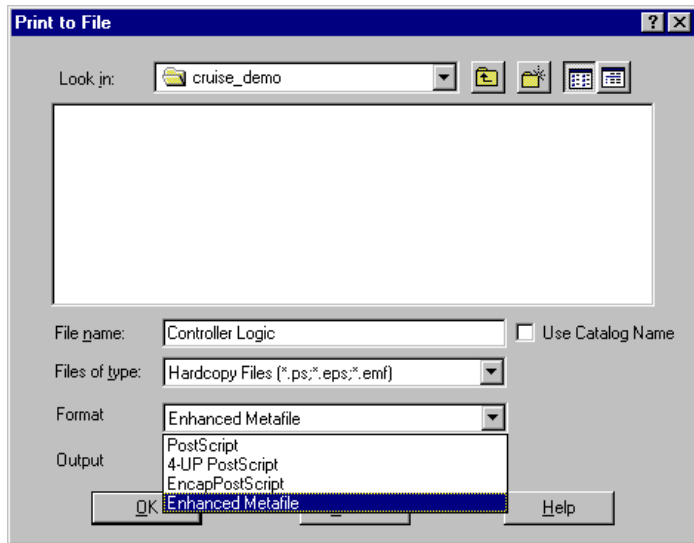 Print to File
Look in: cruise_demo
File name: Controller Logic Use Catalog Name
Files of type: Hardcopy Files (*.ps;*.eps;*.emf)
Format Enhanced Metafile
PostScript
4-UP PostScript
Output
EncapPostScript
Enhanced Metafile
OK Help